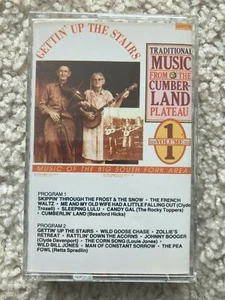 GETTIN' UP THE STAIRS
TRADITIONAL
MUSIC
FROM THE
CUMBER-
LAND
PLATEAU
VOLUME
1
MUSIC OF THE BIG SOUTH FORK AREA
PROGRAM 1
SKIPPIN' THROUGH THE FROST & THE SNOW · THE FRENCH
WALTZ · ME AND MY OLD WIFE HAD A LITTLE FALLING OUT (Clyde
Troxell) · SLEEPING LULU · CANDY GAL (The Rocky Toppers) ·
CUMBERLIN' LAND (Bessford Hicks)
PROGRAM 2
GETTIN' UP THE STAIRS · WILD GOOSE CHASE · ZOLLIE'S
RETREAT · RATTLIN' DOWN THE ACORNS · JOHNNY BOOGER
(Clyde Davenport) · THE CORN SONG (Louie Jones) ·
WILD BILL JONES · MAN OF CONSTANT SORROW · THE PEA
FOWL (Retta Spradlin)